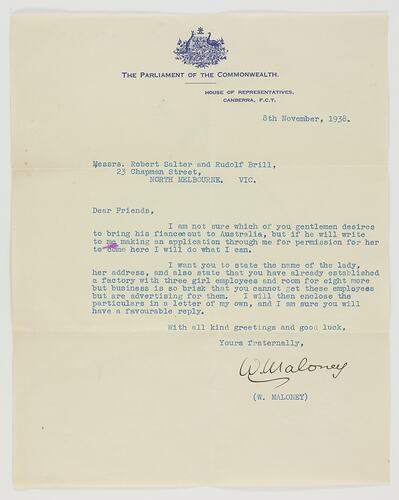 THE PARLIAMENT OF THE COMMONWEALTH.
HOUSE OF REPRESENTATIVES,
CANBERRA, F.C.T.
8th November, 1938.
Messrs. Robert Salter and Rudolf Brill,
23 Chapman Street,
NORTH MELBOURNE. VIC.
Dear Friends,
I am not sure which of you gentlemen desires
to bring his fianceeout to Australia, but if he will write
to me making an application through me for permission for her
to come here I will do what I can.
I want you to state the name of the lady,
her address, and also state that you have already established
a factory with three girl employees and room for eight more
but business is so brisk that you cannot get these employees
but are advertising for them. I will then enclose the
particulars in a letter of my own, and I am sure you will
have a favourable reply.
With all kind greetings and good luck,
Yours fraternally,
W. Maloney
(W. MALONEY)